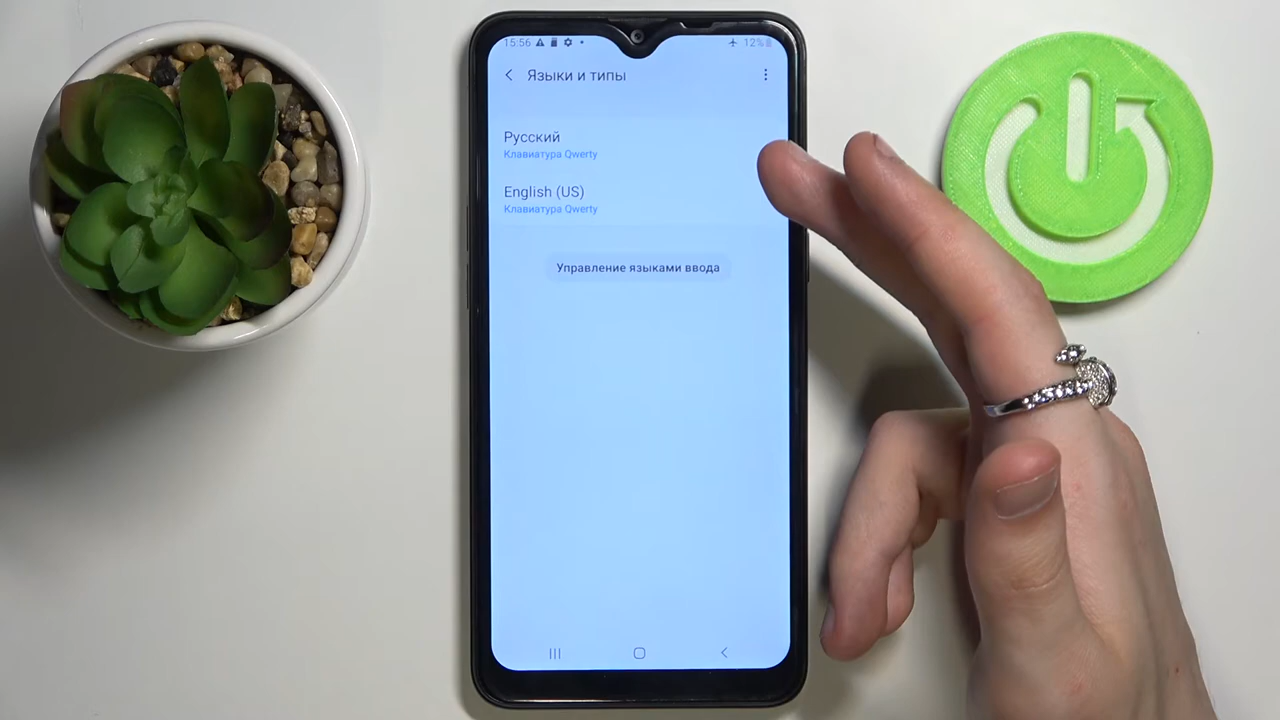 15:56
12%
Языки и типы
Русский
Клавиатура Qwerty
English (US)
Клавиатура Qwerty
Управление языками ввода